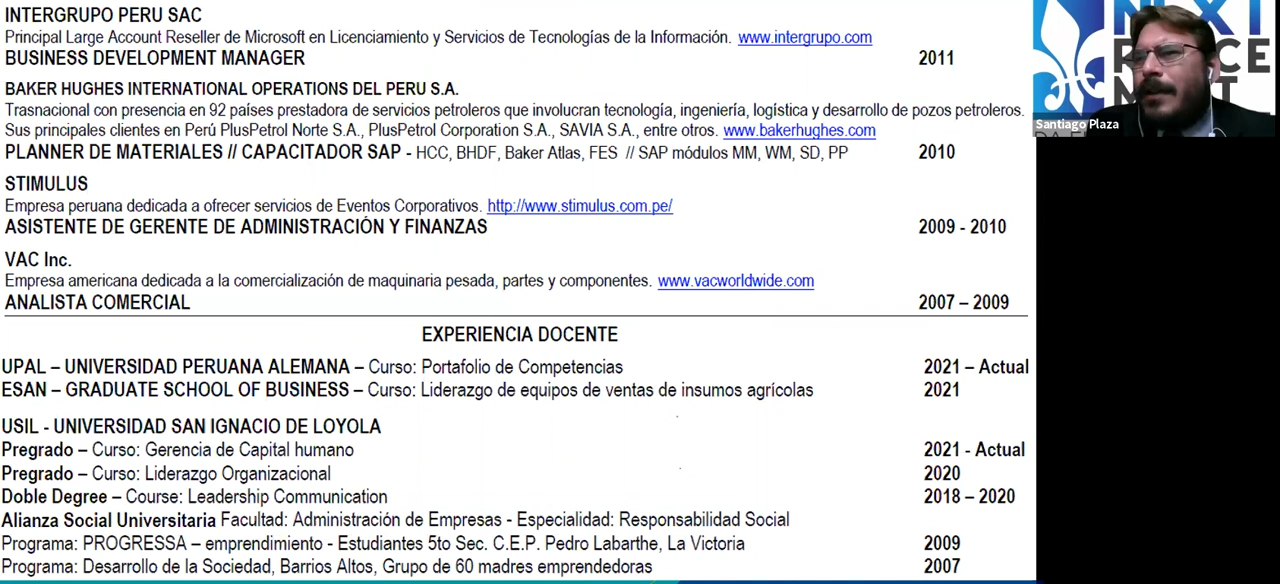 INTERGRUPO PERU SAC
Principal Large Account Reseller de Microsoft en Licenciamiento y Servicios de Tecnologías de la Información. www.intergrupo.com
BUSINESS DEVELOPMENT MANAGER 2011
BAKER HUGHES INTERNATIONAL OPERATIONS DEL PERU S.A.
Trasnacional con presencia en 92 países prestadora de servicios petroleros que involucran tecnología, ingeniería, logística y desarrollo de pozos petroleros.
Sus principales clientes en Perú PlusPetrol Norte S.A., PlusPetrol Corporation S.A., SAVIA S.A., entre otros. www.bakerhughes.com
PLANNER DE MATERIALES // CAPACITADOR SAP - HCC, BHDF, Baker Atlas, FES // SAP módulos MM, WM, SD, PP 2010
STIMULUS
Empresa peruana dedicada a ofrecer servicios de Eventos Corporativos. http://www.stimulus.com.pe/
ASISTENTE DE GERENTE DE ADMINISTRACIÓN Y FINANZAS 2009 - 2010
VAC Inc.
Empresa americana dedicada a la comercialización de maquinaria pesada, partes y componentes. www.vacworldwide.com
ANALISTA COMERCIAL 2007 – 2009
EXPERIENCIA DOCENTE
UPAL – UNIVERSIDAD PERUANA ALEMANA – Curso: Portafolio de Competencias 2021 – Actual
ESAN – GRADUATE SCHOOL OF BUSINESS – Curso: Liderazgo de equipos de ventas de insumos agrícolas 2021
USIL - UNIVERSIDAD SAN IGNACIO DE LOYOLA
Pregrado – Curso: Gerencia de Capital humano 2021 - Actual
Pregrado – Curso: Liderazgo Organizacional 2020
Doble Degree – Course: Leadership Communication 2018 – 2020
Alianza Social Universitaria Facultad: Administración de Empresas - Especialidad: Responsabilidad Social
Programa: PROGRESSA – emprendimiento - Estudiantes 5to Sec. C.E.P. Pedro Labarthe, La Victoria 2009
Programa: Desarrollo de la Sociedad, Barrios Altos, Grupo de 60 madres emprendedoras 2007
NEXT
Santiago Plaza